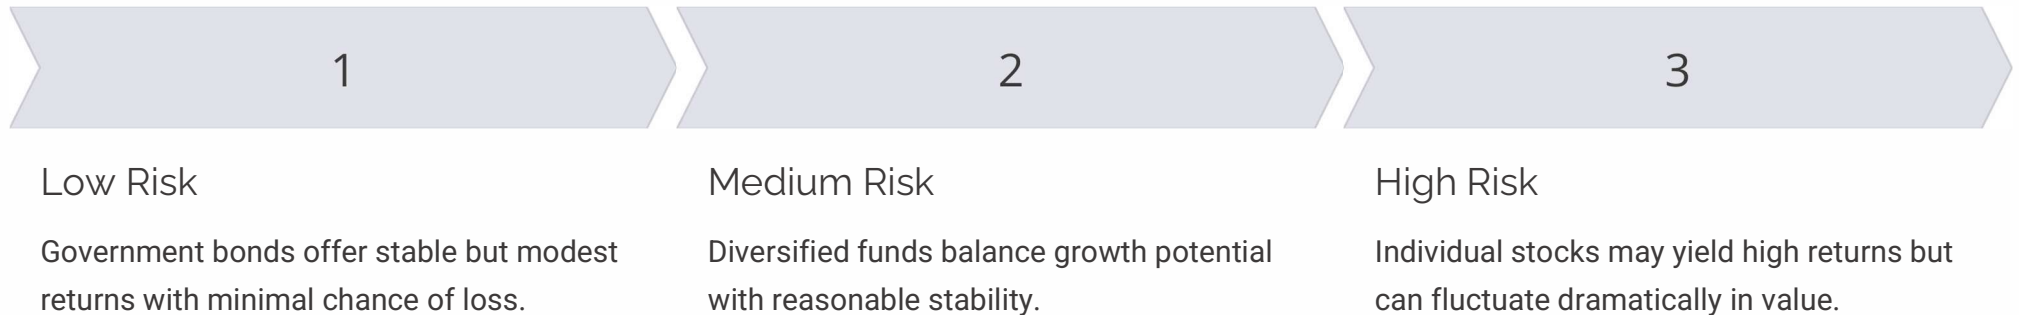 1
Low Risk
Government bonds offer stable but modest
returns with minimal chance of loss.
2
Medium Risk
Diversified funds balance growth potential
with reasonable stability.
3
High Risk
Individual stocks may yield high returns but
can fluctuate dramatically in value.